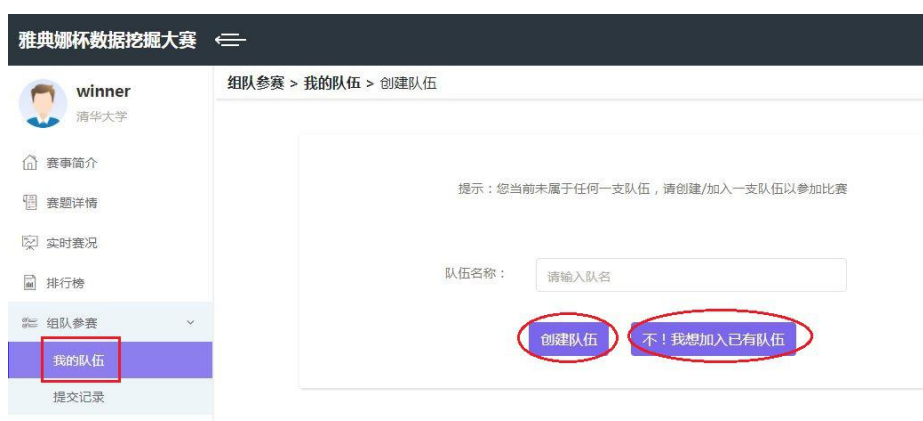 雅典娜杯数据挖掘大赛
winner
清华大学
赛事简介
赛题详情
实时赛况
排行榜
组队参赛
我的队伍
提交记录
组队参赛 > 我的队伍 > 创建队伍
提示：您当前未属于任何一支队伍，请创建/加入一支队伍以参加比赛
队伍名称：
请输入队名
创建队伍
不！我想加入已有队伍